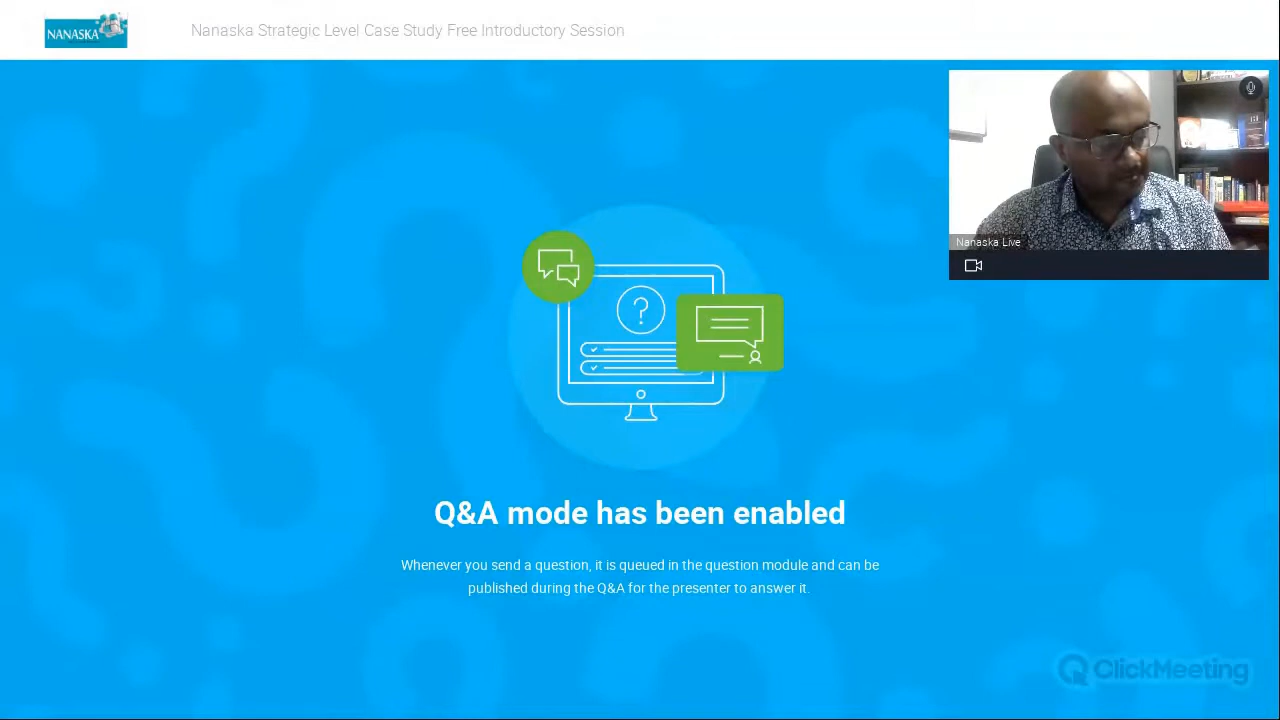 NANASKA
Nanaska Strategic Level Case Study Free Introductory Session
Nanaska Live
Q&A mode has been enabled
Whenever you send a question, it is queued in the question module and can be
published during the Q&A for the presenter to answer it.
ClickMeeting